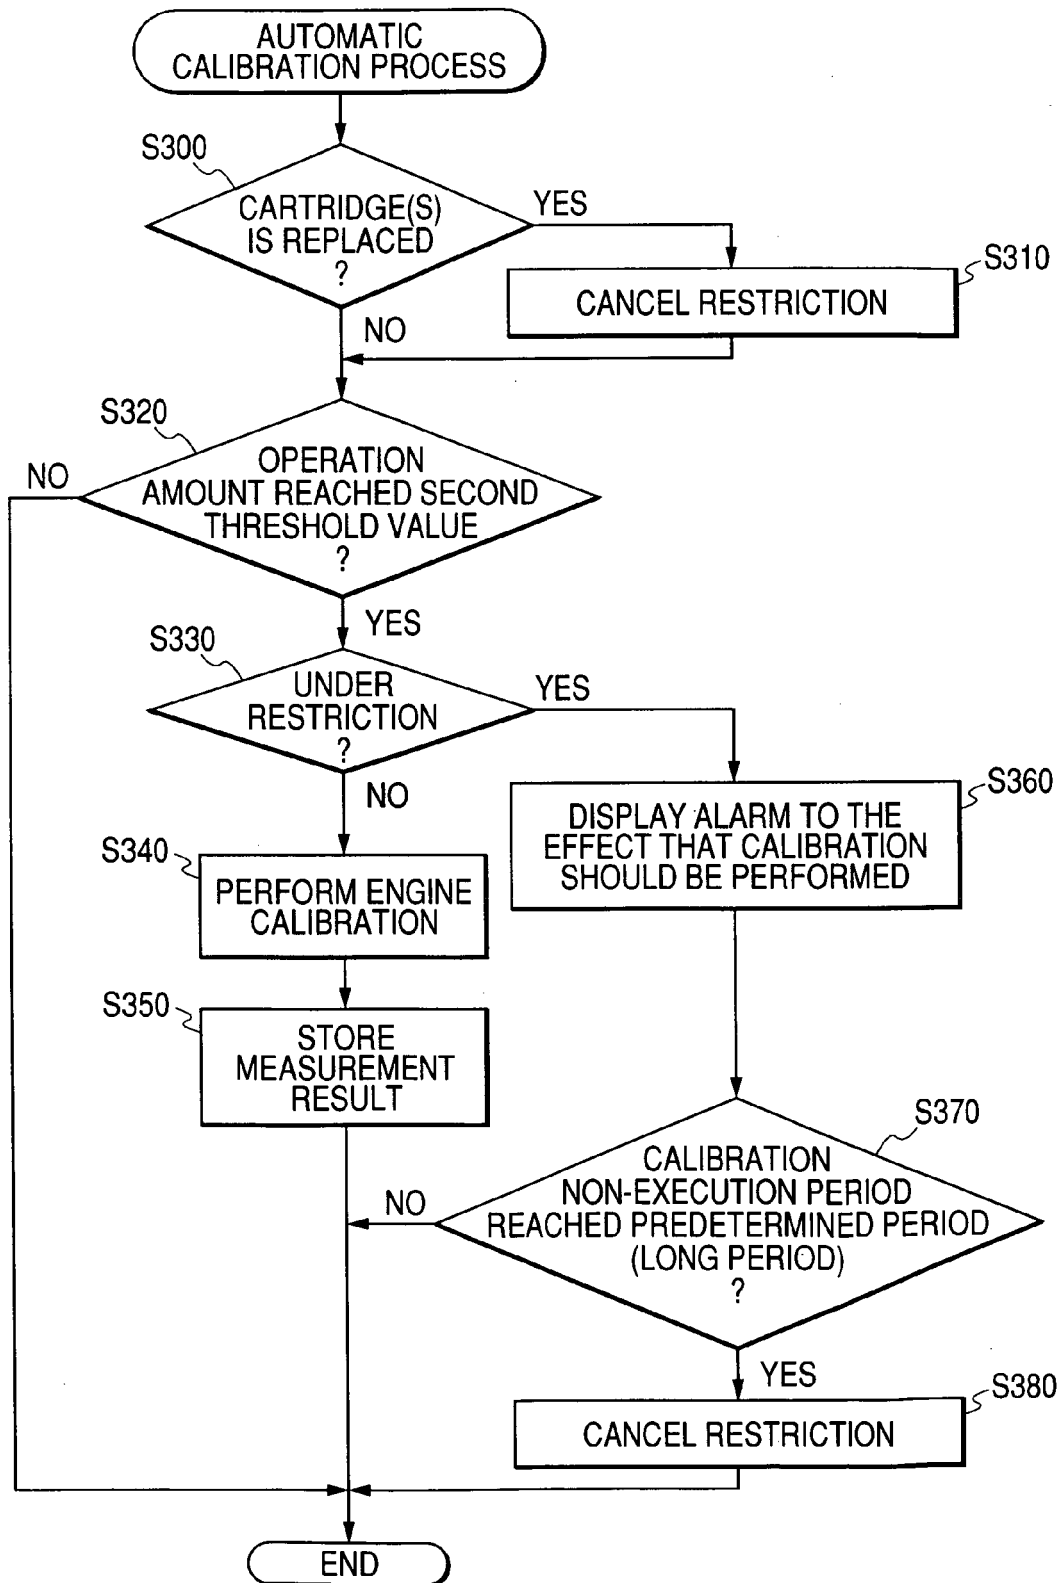 AUTOMATIC
CALIBRATION PROCESS
S300
CARTRIDGE(S)
IS REPLACED
?
YES
S310
CANCEL RESTRICTION
NO
S320
OPERATION
AMOUNT REACHED SECOND
THRESHOLD VALUE
?
NO
YES
S330
UNDER
RESTRICTION
?
YES
NO
S360
DISPLAY ALARM TO THE
EFFECT THAT CALIBRATION
SHOULD BE PERFORMED
S340
PERFORM ENGINE
CALIBRATION
S350
STORE
MEASUREMENT
RESULT
S370
CALIBRATION
NON-EXECUTION PERIOD
REACHED PREDETERMINED PERIOD
(LONG PERIOD)
?
NO
YES
S380
CANCEL RESTRICTION
END